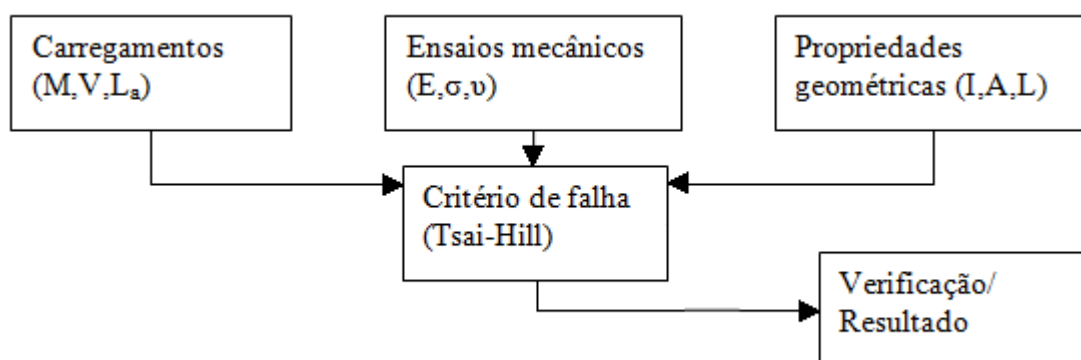 Carregamentos
(M,V,Lₐ)
Ensaios mecânicos
(E,σ,υ)
Propriedades
geométricas (I,A,L)
Critério de falha
(Tsai-Hill)
Verificação/
Resultado